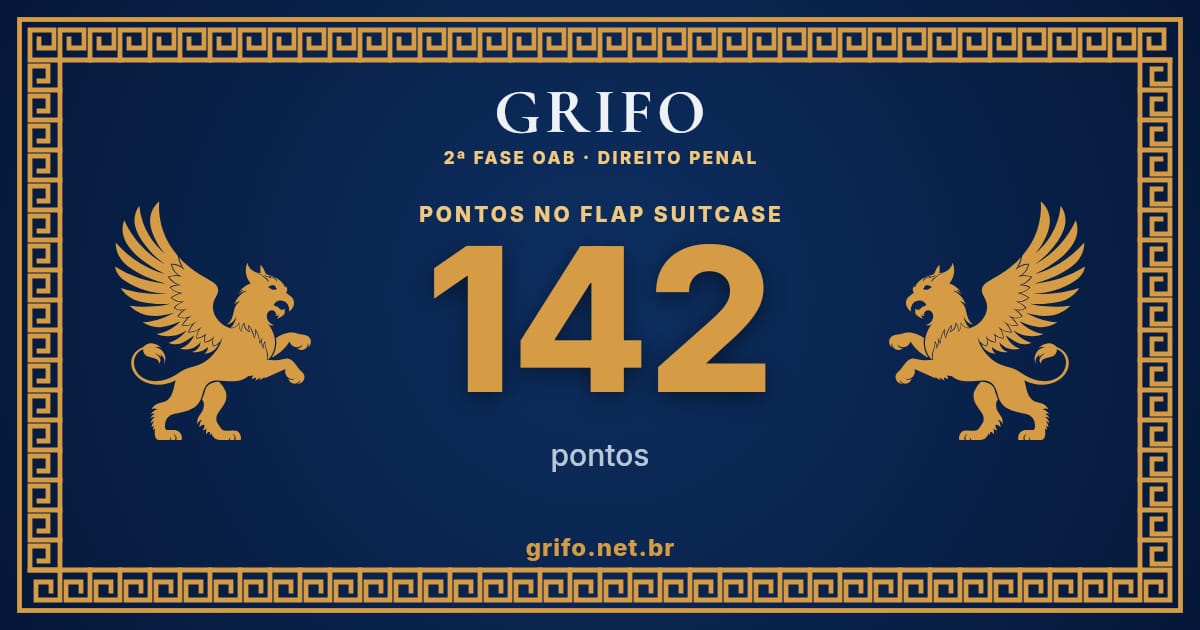 GRIFO
2ª FASE OAB · DIREITO PENAL
PONTOS NO FLAP SUITCASE
142
pontos
grifo.net.br